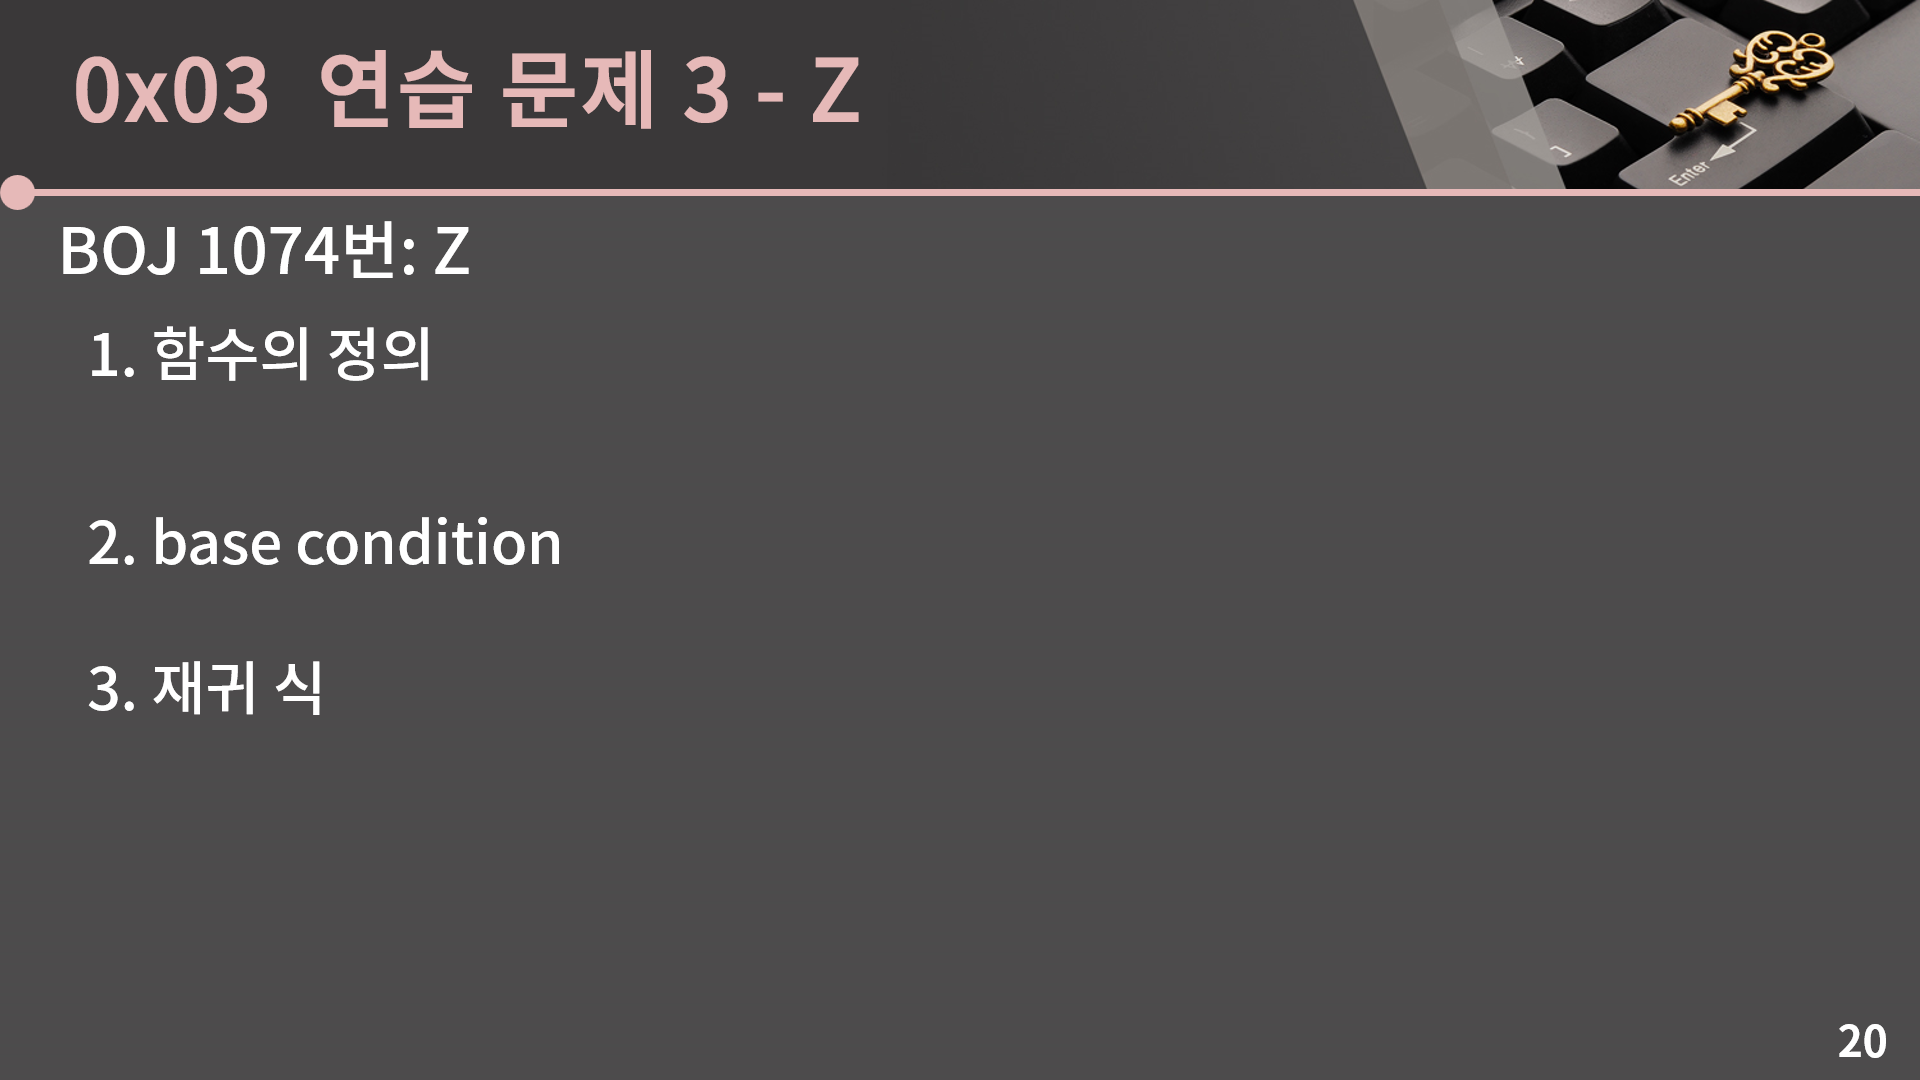 0x03 연습 문제 3 - Z
Enter
BOJ 1074번: Z
1. 함수의 정의
2. base condition
3. 재귀 식
20